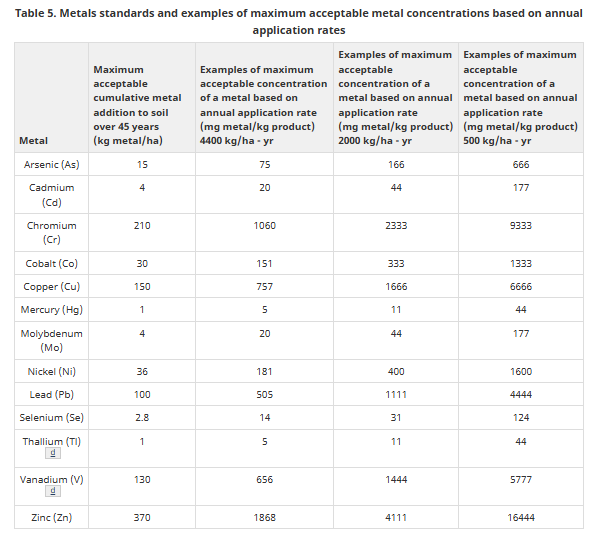 Table 5. Metals standards and examples of maximum acceptable metal concentrations based on annual
application rates
Metal
Maximum
acceptable
cumulative metal
addition to soil
over 45 years
(kg metal/ha)
Examples of maximum
acceptable concentration
of a metal based on
annual application rate
(mg metal/kg product)
4400 kg/ha - yr
Examples of maximum
acceptable
concentration of a
metal based on annual
application rate
(mg metal/kg product)
2000 kg/ha - yr
Examples of maximum
acceptable
concentration of a
metal based on annual
application rate
(mg metal/kg product)
500 kg/ha - yr
Arsenic (As) 15 75 166 666
Cadmium 4 20 44 177
(Cd)
Chromium 210 1060 2333 9333
(Cr)
Cobalt (Co) 30 151 333 1333
Copper (Cu) 150 757 1666 6666
Mercury (Hg) 1 5 11 44
Molybdenum 4 20 44 177
(Mo)
Nickel (Ni) 36 181 400 1600
Lead (Pb) 100 505 1111 4444
Selenium (Se) 2.8 14 31 124
Thallium (Tl) 1 5 11 44
d
Vanadium (V) 130 656 1444 5777
d
Zinc (Zn) 370 1868 4111 16444